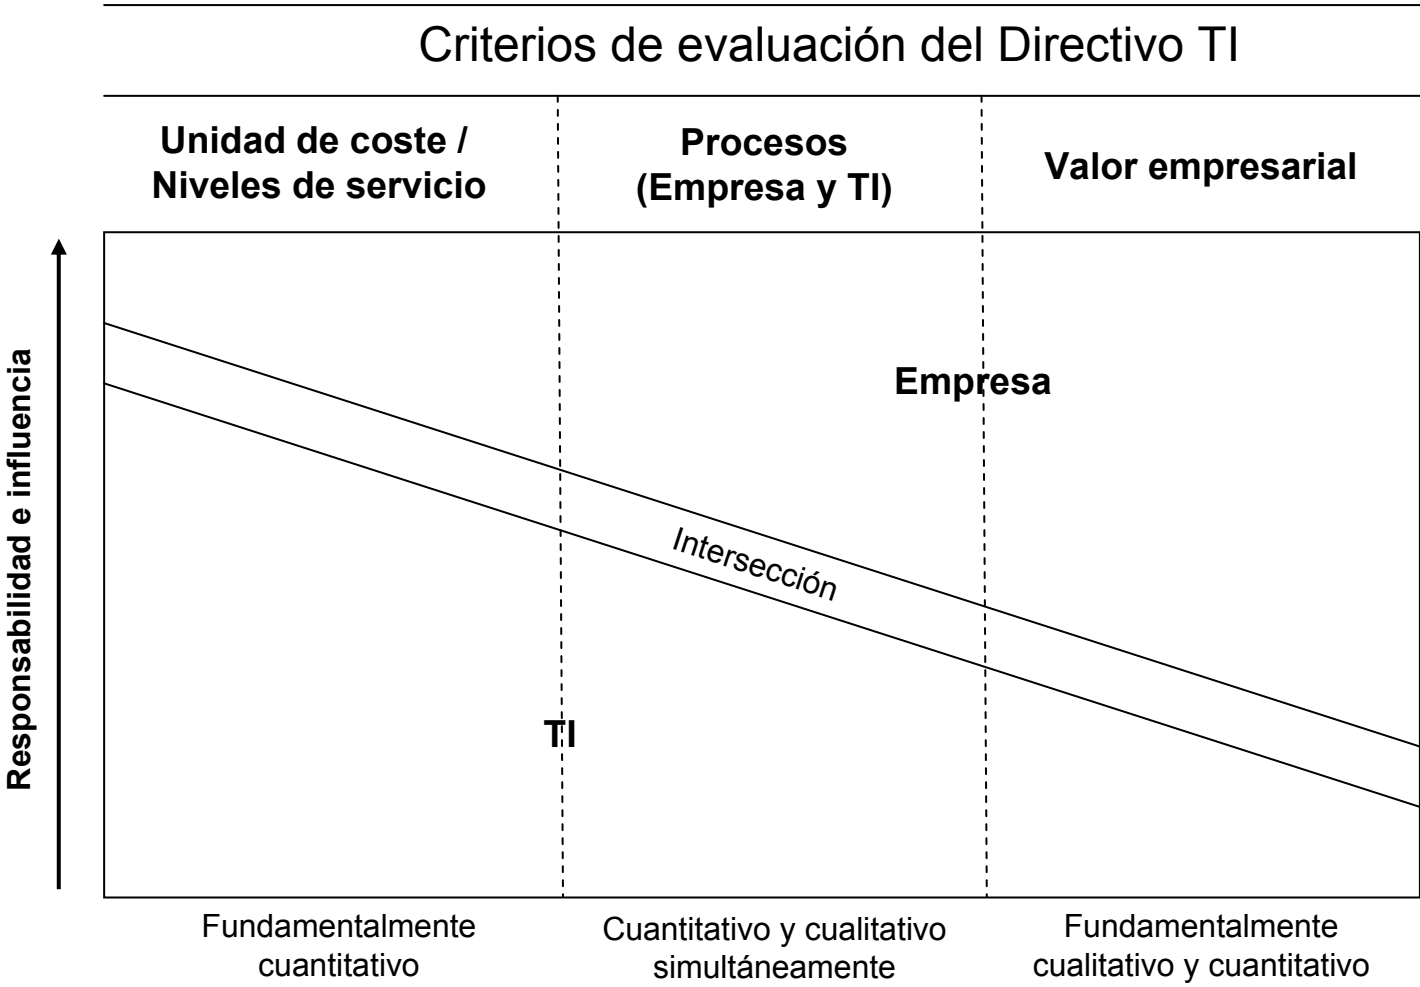 Criterios de evaluación del Directivo TI
Unidad de coste /
Niveles de servicio
Procesos
(Empresa y TI)
Valor empresarial
Responsabilidad e influencia
Empresa
Intersección
TI
Fundamentalmente
cuantitativo
Cuantitativo y cualitativo
simultáneamente
Fundamentalmente
cualitativo y cuantitativo